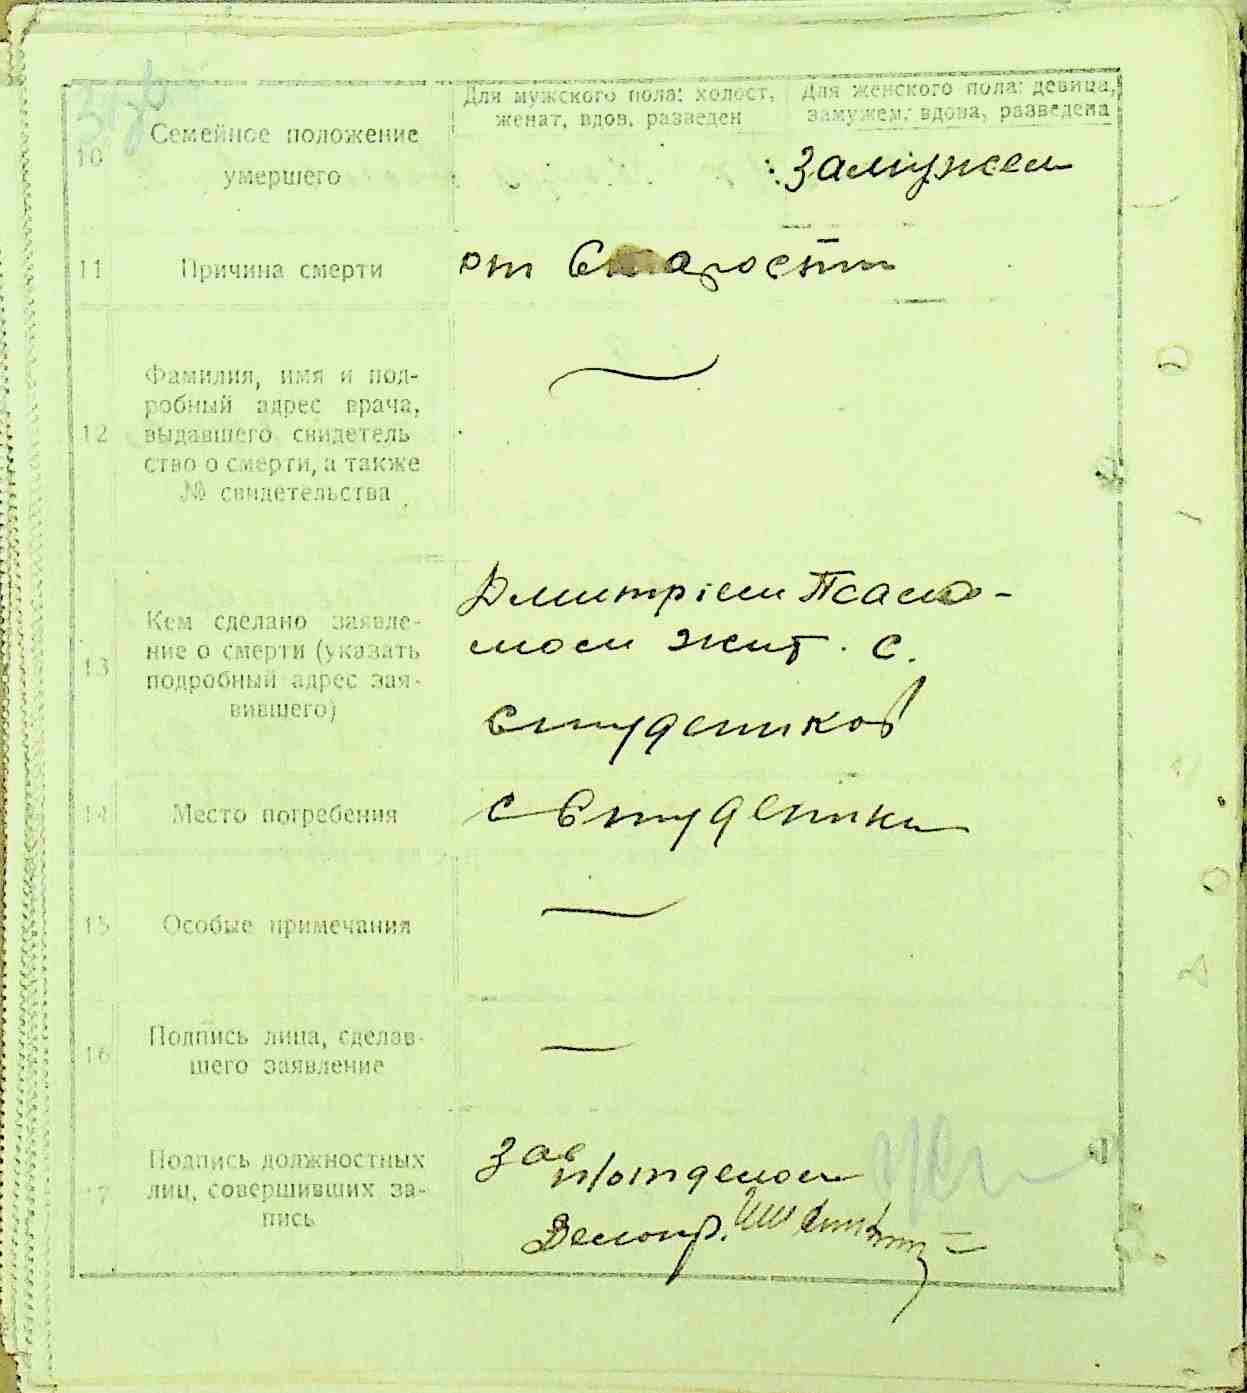 Для мужского пола: холост, женат, вдов, разведен
Для женского пола: девица, замужем, вдова, разведена
10 Семейное положение умершего
замужем
11 Причина смерти
от Старости
12 Фамилия, имя и под-
робный адрес врача,
выдавшего свидетель
ство о смерти, а также
№ свидетельства
13 Кем сделано заявле-
ние о смерти (указать
подробный адрес зая-
вившего)
Дмитріем
моем жит. с.
Студеников
14 Место погребения
с Студеники
15 Особые примечания
16 Подпись лица, сделав-
шего заявление
17 Подпись должностных
лиц, совершивших за-
пись
Зав п/отделом
Делопр.